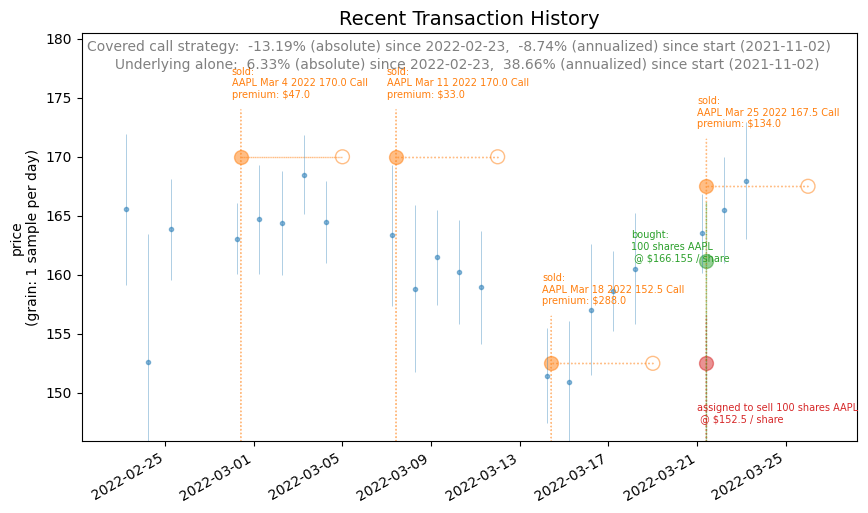 Recent Transaction History
Covered call strategy:  -13.19% (absolute) since 2022-02-23,  -8.74% (annualized) since start (2021-11-02)
Underlying alone:  6.33% (absolute) since 2022-02-23,  38.66% (annualized) since start (2021-11-02)
sold:
AAPL Mar 4 2022 170.0 Call
premium: $47.0
sold:
AAPL Mar 11 2022 170.0 Call
premium: $33.0
sold:
AAPL Mar 25 2022 167.5 Call
premium: $134.0
bought:
100 shares AAPL
@ $166.155 / share
sold:
AAPL Mar 18 2022 152.5 Call
premium: $288.0
assigned to sell 100 shares AAPL
@ $152.5 / share
price
(grain: 1 sample per day)
180
175
170
165
160
155
150
2022-02-25
2022-03-01
2022-03-05
2022-03-09
2022-03-13
2022-03-17
2022-03-21
2022-03-25